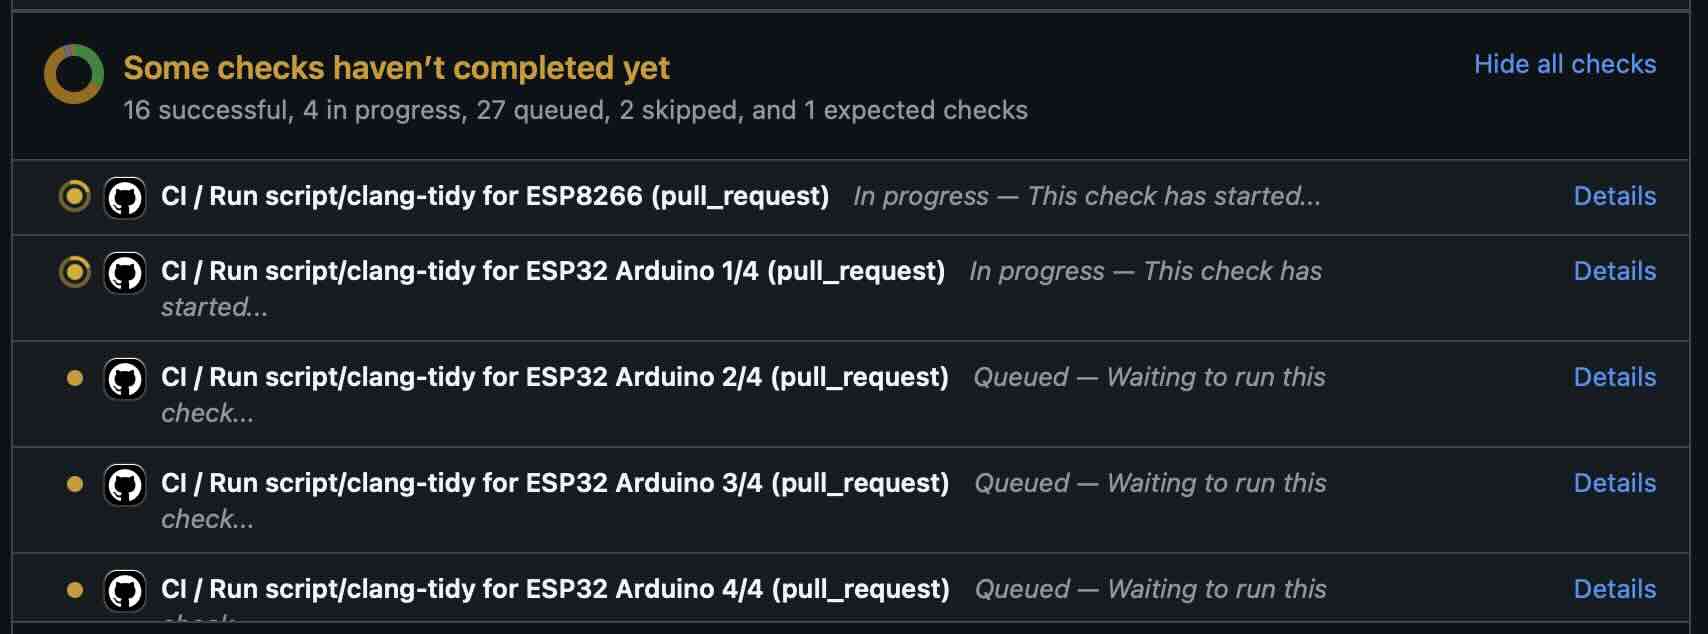 Some checks haven’t completed yet
Hide all checks
16 successful, 4 in progress, 27 queued, 2 skipped, and 1 expected checks
CI / Run script/clang-tidy for ESP8266 (pull_request) In progress — This check has started... Details
CI / Run script/clang-tidy for ESP32 Arduino 1/4 (pull_request) In progress — This check has Details
started...
CI / Run script/clang-tidy for ESP32 Arduino 2/4 (pull_request) Queued — Waiting to run this Details
check...
CI / Run script/clang-tidy for ESP32 Arduino 3/4 (pull_request) Queued — Waiting to run this Details
check...
CI / Run script/clang-tidy for ESP32 Arduino 4/4 (pull_request) Queued — Waiting to run this Details